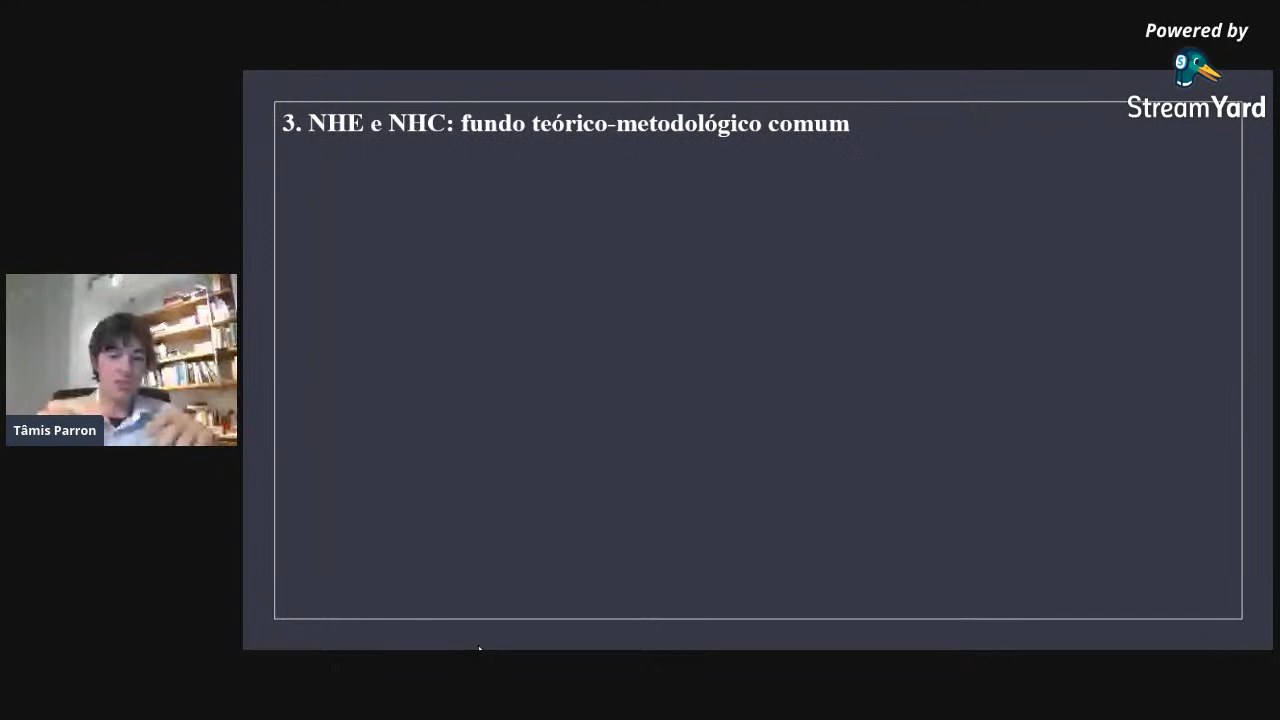 Powered by
StreamYard
3. NHE e NHC: fundo teórico-metodológico comum
Tâmis Parron